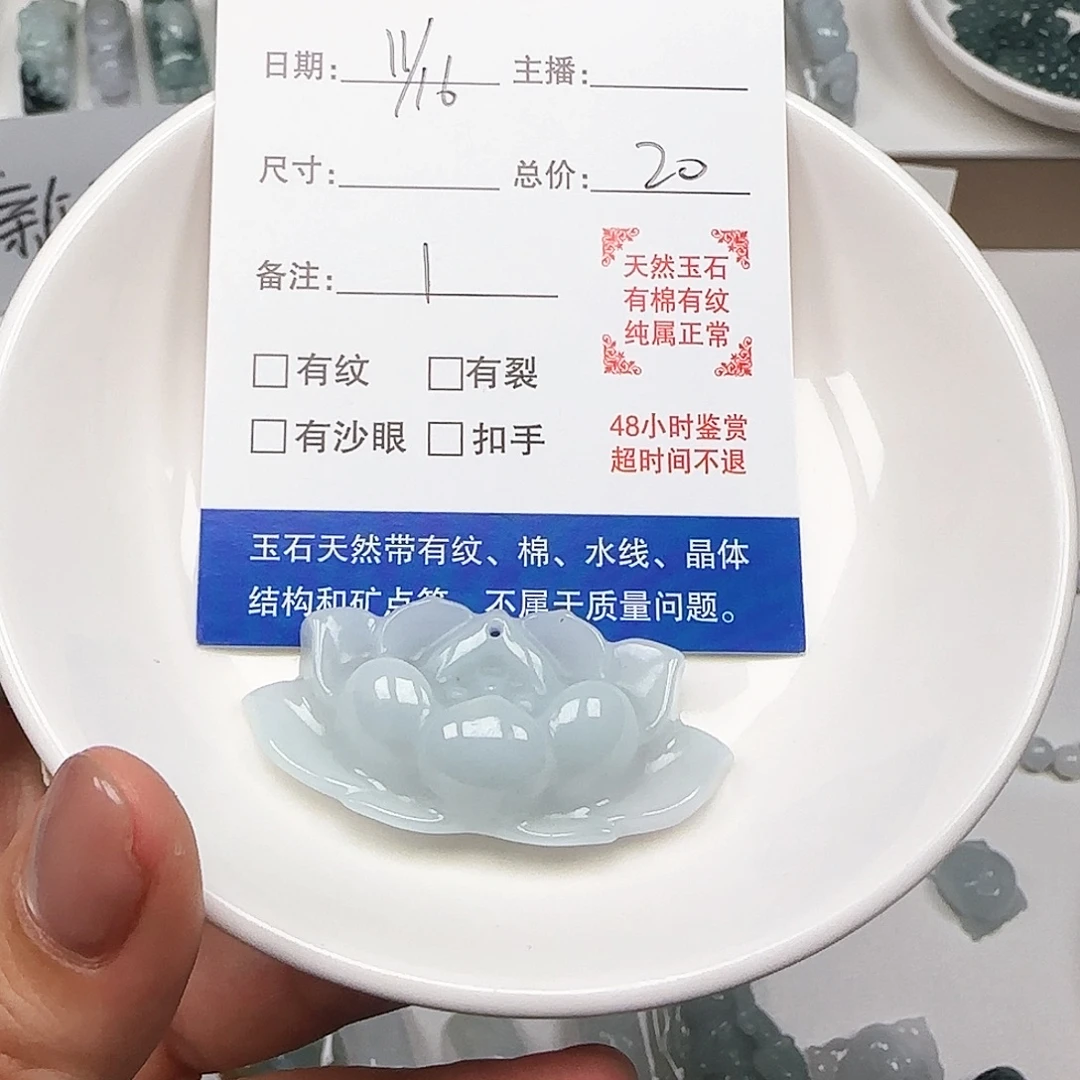 日期: 11/16 主播:
尺寸: 总价: 20
备注: 1
天然玉石
有棉有纹
纯属正常
□有纹 □有裂
□有沙眼 □扣手
48小时鉴赏
超时间不退
玉石天然带有纹、棉、水线、晶体
结构和矿点等、不属于质量问题。